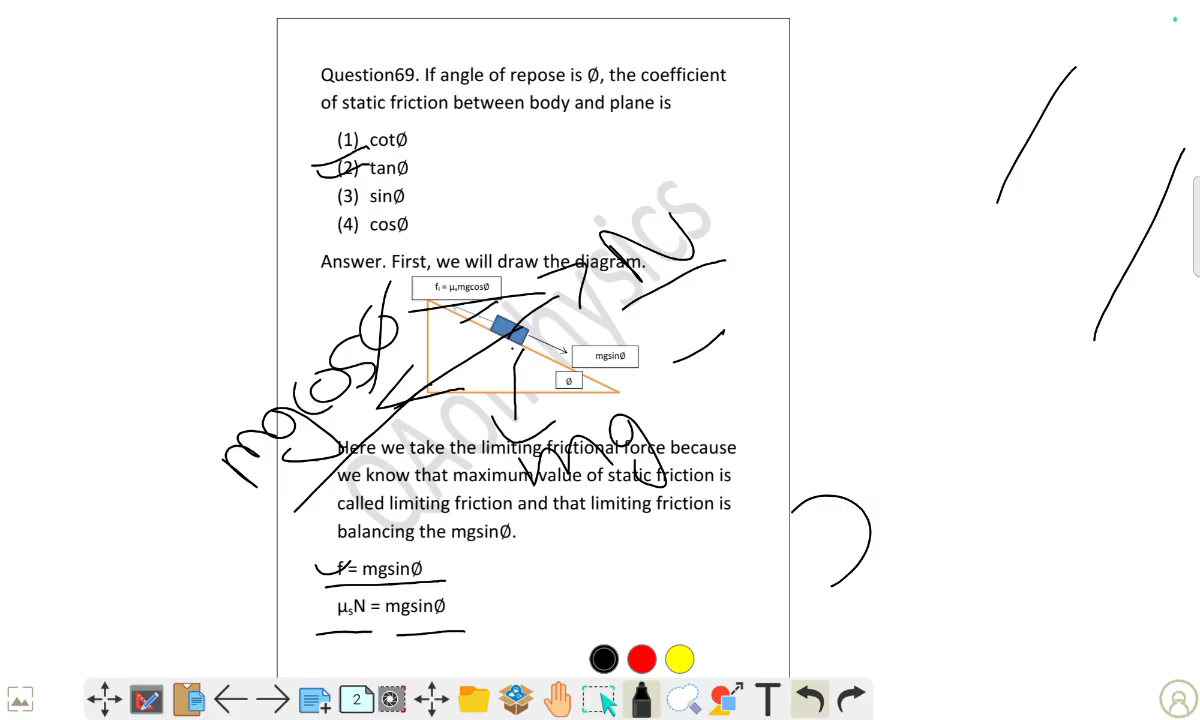 Question69. If angle of repose is Ø, the coefficient
of static friction between body and plane is
(1) cotØ
(2) tanØ
(3) sinØ
(4) cosØ
Answer. First, we will draw the diagram.
N
fₗ = μₛmgcosØ
mgsinØ
Ø
mgcosØ
mg
QAonphysics
Here we take the limiting frictional force because
we know that maximum value of static friction is
called limiting friction and that limiting friction is
balancing the mgsinØ.
f = mgsinØ
μₛN = mgsinØ
2
T